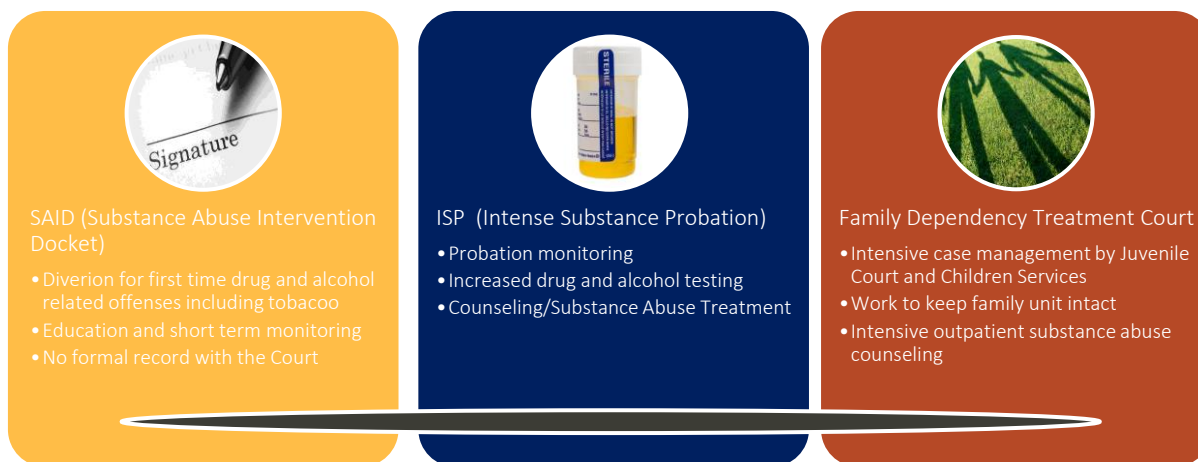 Signature
SAID (Substance Abuse Intervention
Docket)
•Diverion for first time drug and alcohol
related offenses including tobacoo
•Education and short term monitoring
•No formal record with the Court
STERILE
ISP (Intense Substance Probation)
•Probation monitoring
•Increased drug and alcohol testing
•Counseling/Substance Abuse Treatment
Family Dependency Treatment Court
•Intensive case management by Juvenile
Court and Children Services
•Work to keep family unit intact
•Intensive outpatient substance abuse
counseling